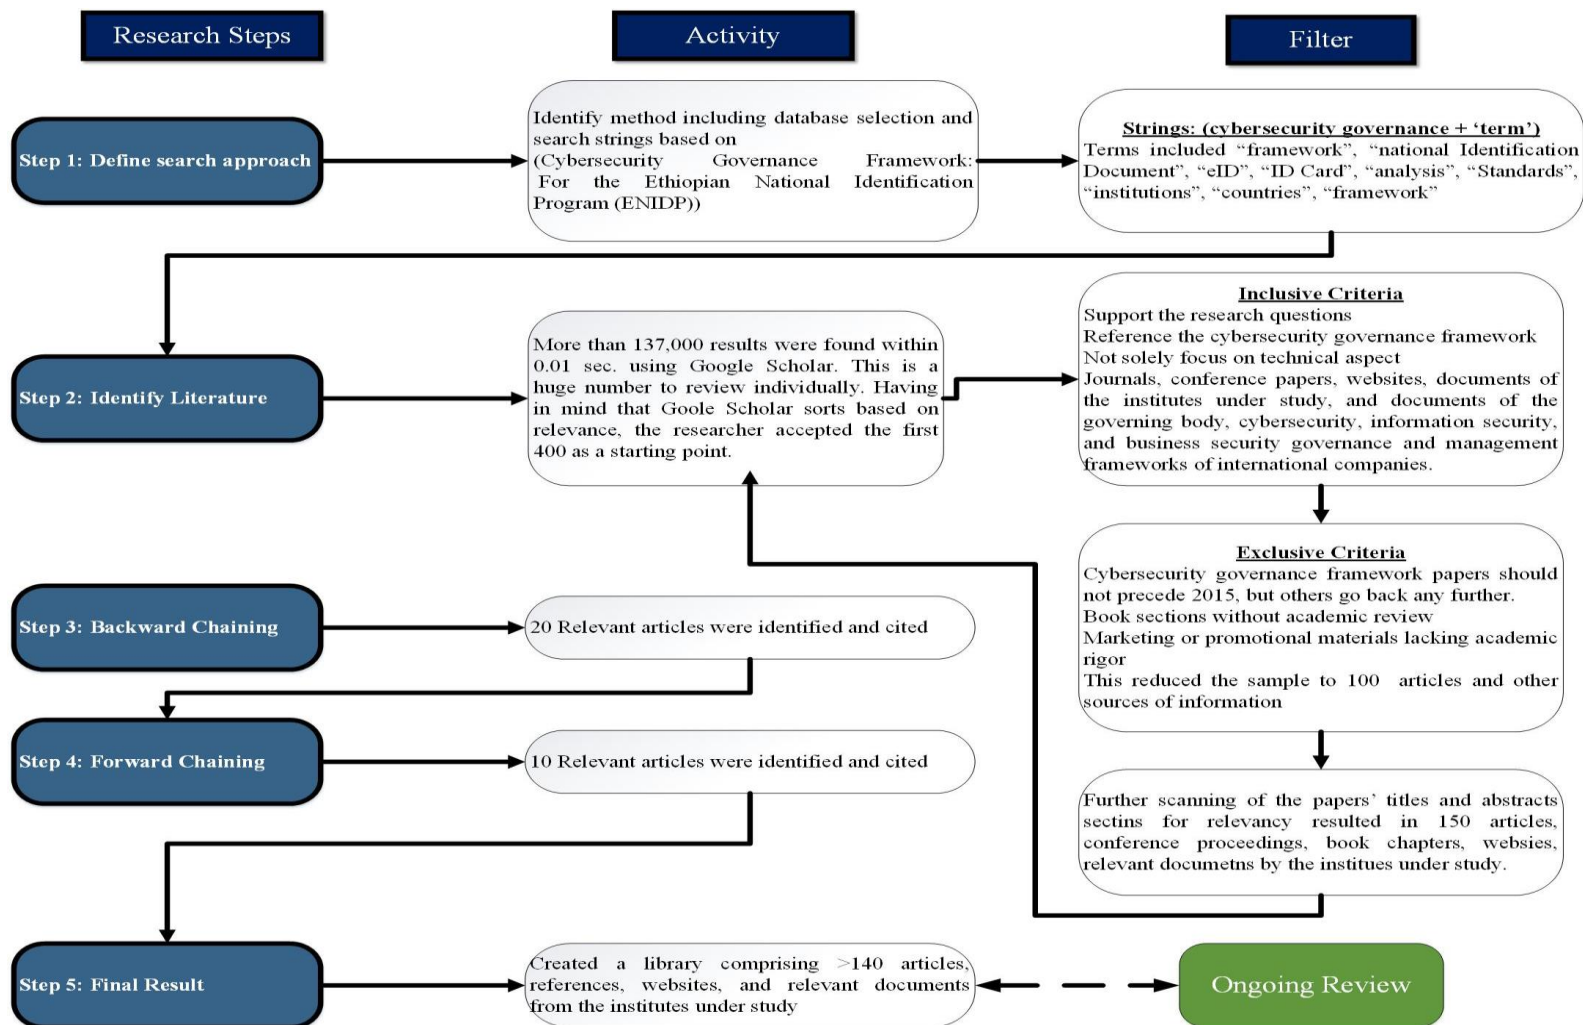 Research Steps
Activity
Filter
Step 1: Define search approach
Identify method including database selection and
search strings based on
(Cybersecurity Governance Framework:
For the Ethiopian National Identification
Program (ENIDP))
Strings: (cybersecurity governance + ‘term’)
Terms included “framework”, “national Identification
Document”, “eID”, “ID Card”, “analysis”, “Standards”,
“institutions”, “countries”, “framework”
Step 2: Identify Literature
More than 137,000 results were found within
0.01 sec. using Google Scholar. This is a
huge number to review individually. Having
in mind that Goole Scholar sorts based on
relevance, the researcher accepted the first
400 as a starting point.
Inclusive Criteria
Support the research questions
Reference the cybersecurity governance framework
Not solely focus on technical aspect
Journals, conference papers, websites, documents of
the institutes under study, and documents of the
governing body, cybersecurity, information security,
and business security governance and management
frameworks of international companies.
Exclusive Criteria
Cybersecurity governance framework papers should
not precede 2015, but others go back any further.
Book sections without academic review
Marketing or promotional materials lacking academic
rigor
This reduced the sample to 100 articles and other
sources of information
Further scanning of the papers’ titles and abstracts
sectins for relevancy resulted in 150 articles,
conference proceedings, book chapters, websies,
relevant documetns by the institues under study.
Step 3: Backward Chaining
20 Relevant articles were identified and cited
Step 4: Forward Chaining
10 Relevant articles were identified and cited
Step 5: Final Result
Created a library comprising >140 articles,
references, websites, and relevant documents
from the institutes under study
Ongoing Review